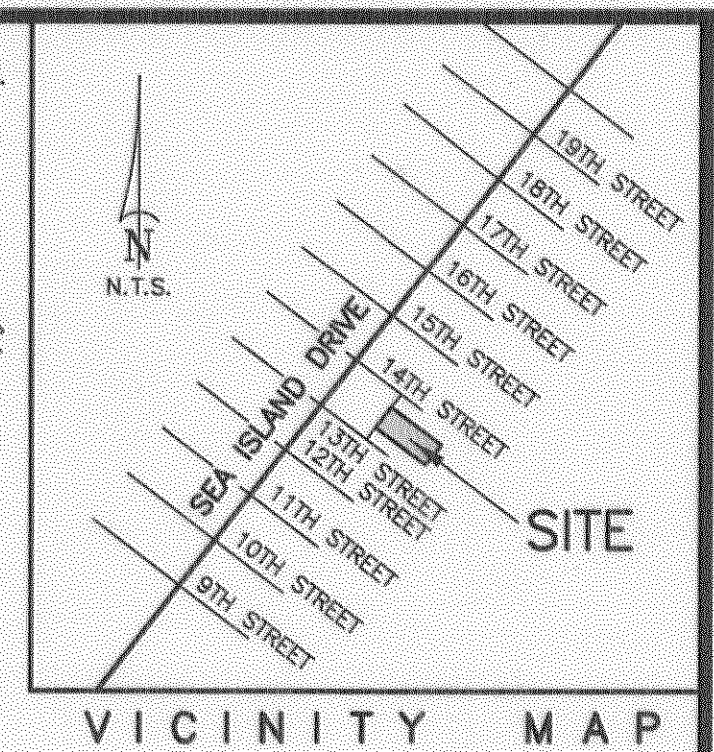 N
N.T.S.
SEA ISLAND DRIVE
19TH STREET
18TH STREET
17TH STREET
16TH STREET
15TH STREET
14TH STREET
13TH STREET
12TH STREET
11TH STREET
10TH STREET
9TH STREET
SITE
VICINITY MAP